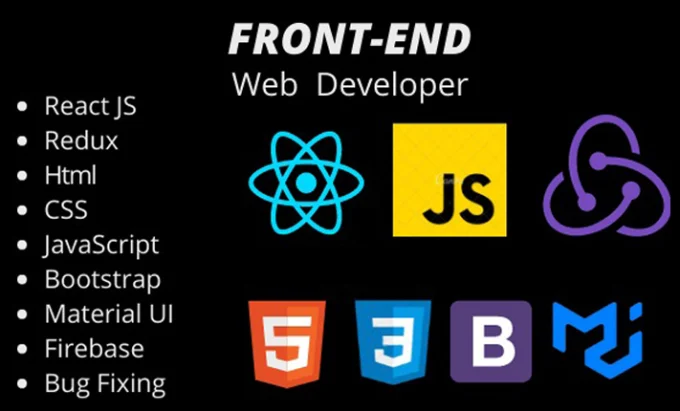 FRONT-END
Web Developer
React JS
Redux
Html
CSS
JavaScript
Bootstrap
Material UI
Firebase
Bug Fixing
JS
5
3
B